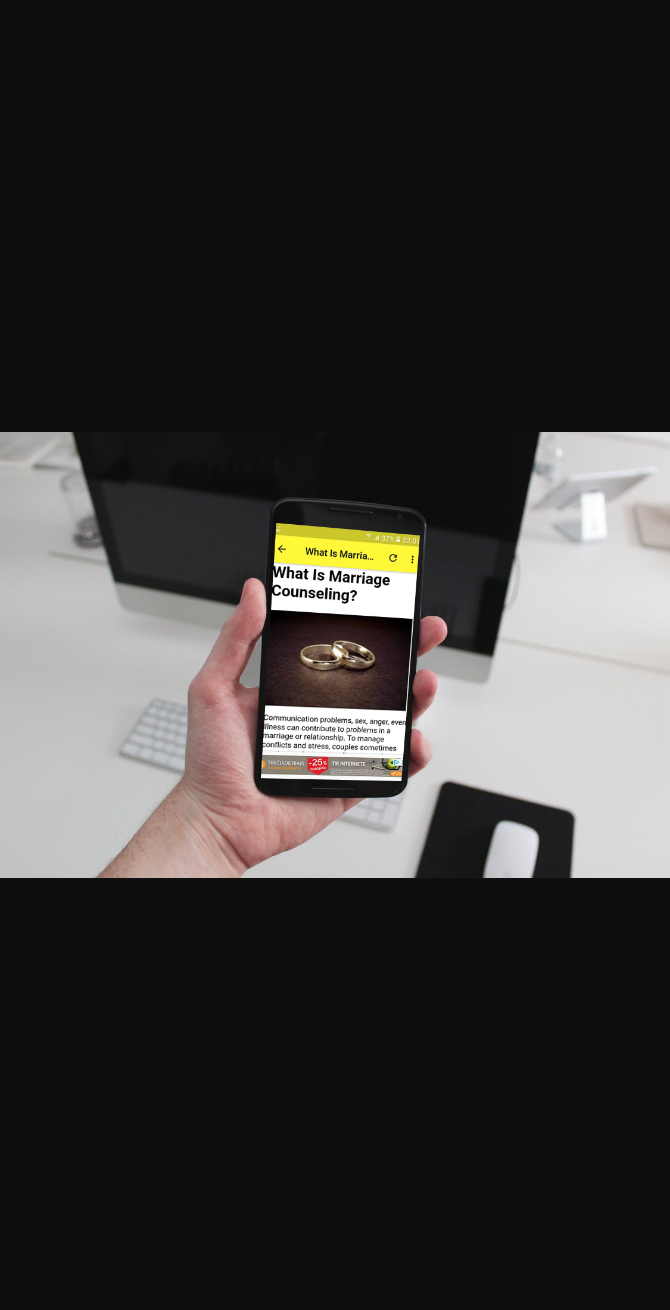 37% 22:01
What Is Marria...
What Is Marriage
Counseling?
Communication problems, sex, anger, even
illness can contribute to problems in a
marriage or relationship. To manage
conflicts and stress, couples sometimes
TREČIADIENIAIS -25% TIK INTERNETE